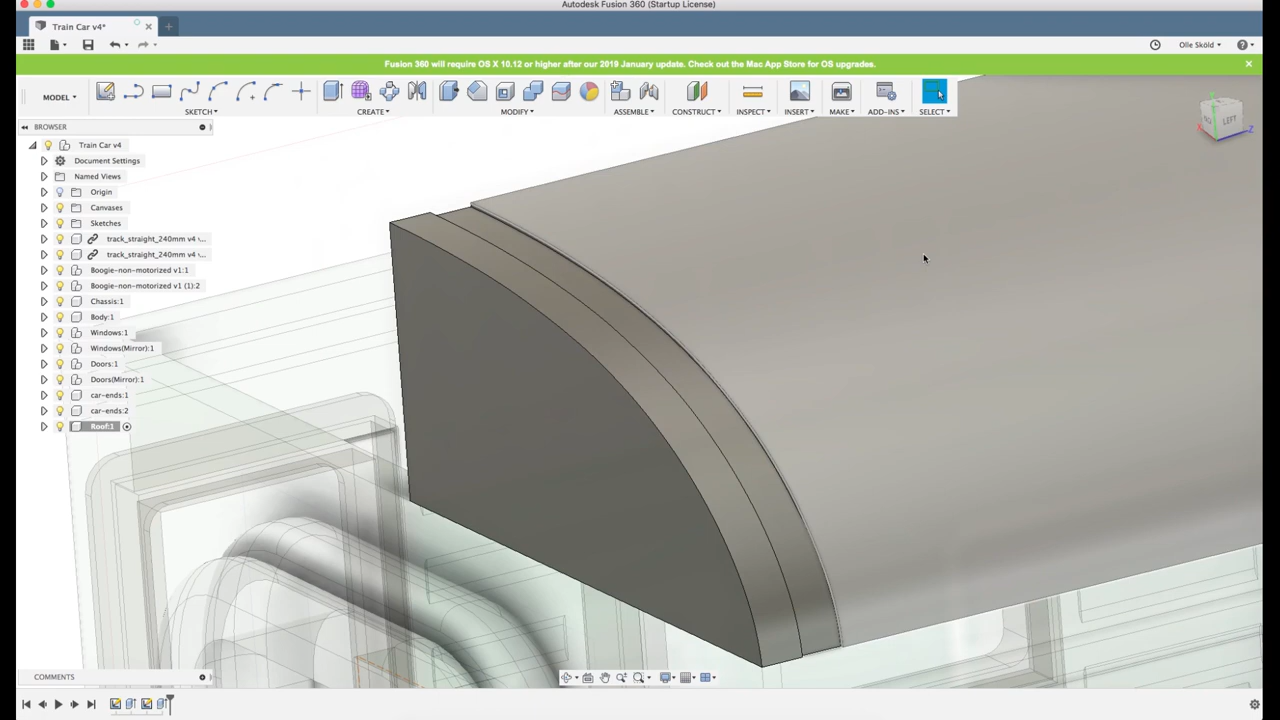 Autodesk Fusion 360 (Startup License)
Train Car v4*
Olle Sköld
Fusion 360 will require OS X 10.12 or higher after our 2019 January update. Check out the Mac App Store for OS upgrades.
MODEL
SKETCH
CREATE
MODIFY
ASSEMBLE
CONSTRUCT
INSPECT
INSERT
MAKE
ADD-INS
SELECT
BROWSER
LEFT
X
Z
Train Car v4
Document Settings
Named Views
Origin
Canvases
Sketches
track_straight_240mm v4 ...
track_straight_240mm v4 ...
Boogie-non-motorized v1:1
Boogie-non-motorized v1 (1):2
Chassis:1
Body:1
Windows:1
Windows(Mirror):1
Doors:1
Doors(Mirror):1
car-ends:1
car-ends:2
Roof:1
COMMENTS